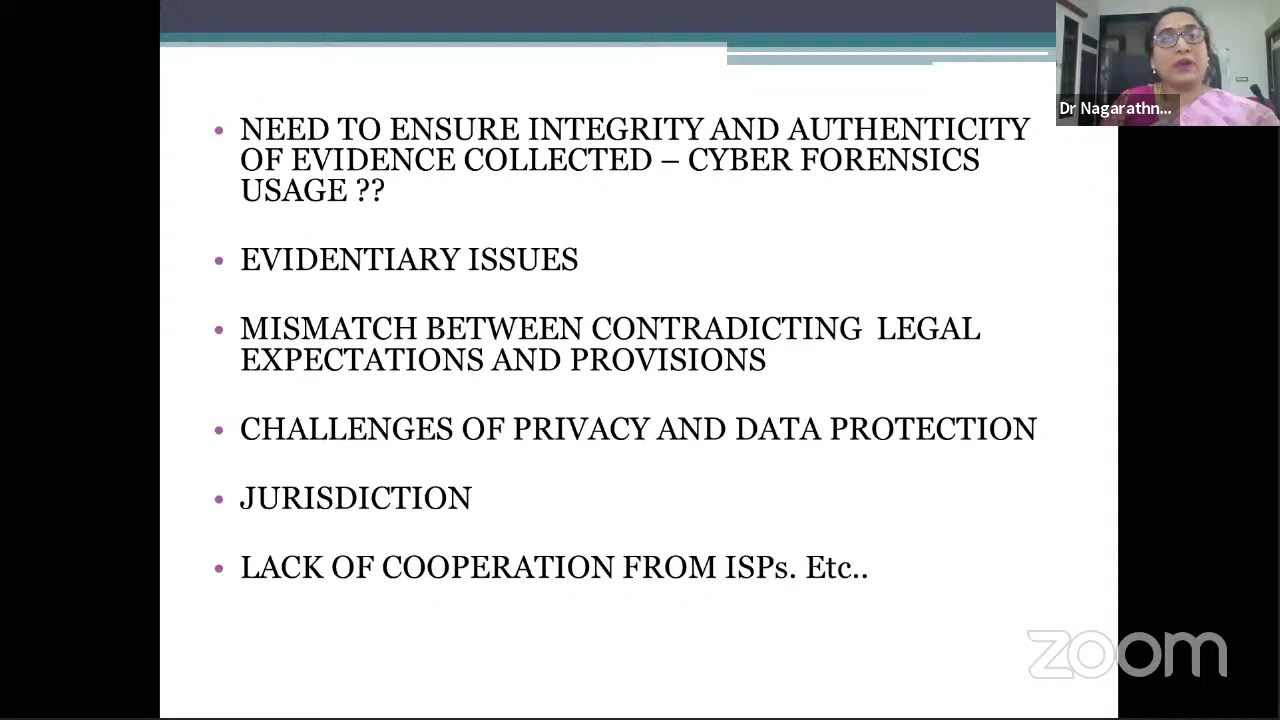 Dr Nagarathn...
• NEED TO ENSURE INTEGRITY AND AUTHENTICITY
OF EVIDENCE COLLECTED – CYBER FORENSICS
USAGE ??
• EVIDENTIARY ISSUES
• MISMATCH BETWEEN CONTRADICTING  LEGAL
EXPECTATIONS AND PROVISIONS
• CHALLENGES OF PRIVACY AND DATA PROTECTION
• JURISDICTION
• LACK OF COOPERATION FROM ISPs. Etc..
zoom